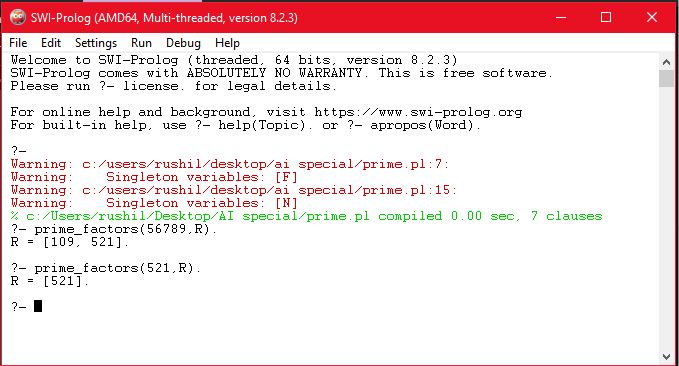 SWI-Prolog (AMD64, Multi-threaded, version 8.2.3)
File Edit Settings Run Debug Help
Welcome to SWI-Prolog (threaded, 64 bits, version 8.2.3)
SWI-Prolog comes with ABSOLUTELY NO WARRANTY. This is free software.
Please run ?- license. for legal details.
For online help and background, visit https://www.swi-prolog.org
For built-in help, use ?- help(Topic). or ?- apropos(Word).
?-
Warning: c:/users/rushil/desktop/ai special/prime.pl:7:
Warning:    Singleton variables: [F]
Warning: c:/users/rushil/desktop/ai special/prime.pl:15:
Warning:    Singleton variables: [N]
% c:/Users/rushil/Desktop/AI special/prime.pl compiled 0.00 sec, 7 clauses
?- prime_factors(56789,R).
R = [109, 521].
?- prime_factors(521,R).
R = [521].
?-